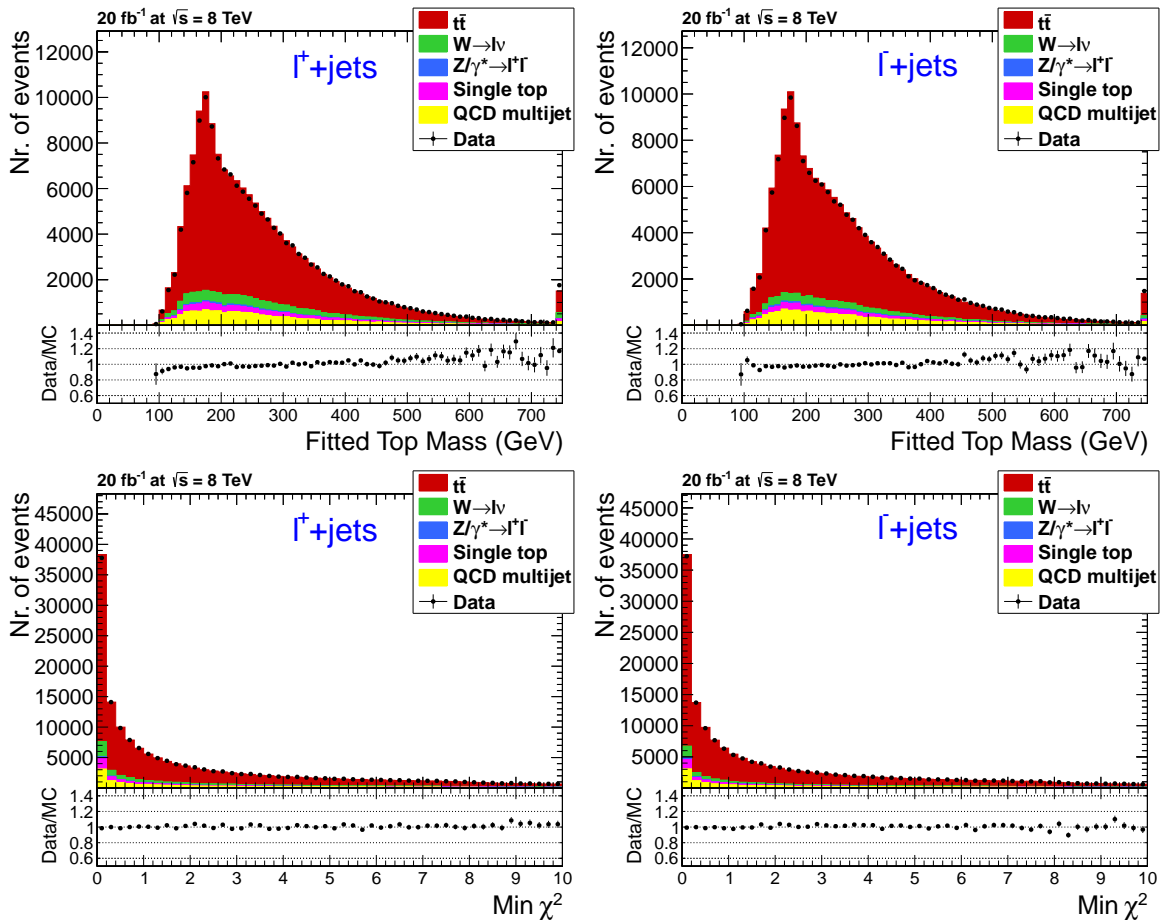 20 fb⁻¹ at √s = 8 TeV
Nr. of events
12000
10000
8000
6000
4000
2000
l⁺+jets
tt̄
W→lν
Z/γ*→l⁺l⁻
Single top
QCD multijet
Data
Data/MC
1.4
1.2
1
0.8
0.6
0 100 200 300 400 500 600 700
Fitted Top Mass (GeV)
20 fb⁻¹ at √s = 8 TeV
Nr. of events
12000
10000
8000
6000
4000
2000
l⁻+jets
tt̄
W→lν
Z/γ*→l⁺l⁻
Single top
QCD multijet
Data
Data/MC
1.4
1.2
1
0.8
0.6
0 100 200 300 400 500 600 700
Fitted Top Mass (GeV)
20 fb⁻¹ at √s = 8 TeV
Nr. of events
45000
40000
35000
30000
25000
20000
15000
10000
5000
l⁺+jets
tt̄
W→lν
Z/γ*→l⁺l⁻
Single top
QCD multijet
Data
Data/MC
1.4
1.2
1
0.8
0.6
0 1 2 3 4 5 6 7 8 9 10
Min χ²
20 fb⁻¹ at √s = 8 TeV
Nr. of events
45000
40000
35000
30000
25000
20000
15000
10000
5000
l⁻+jets
tt̄
W→lν
Z/γ*→l⁺l⁻
Single top
QCD multijet
Data
Data/MC
1.4
1.2
1
0.8
0.6
0 1 2 3 4 5 6 7 8 9 10
Min χ²